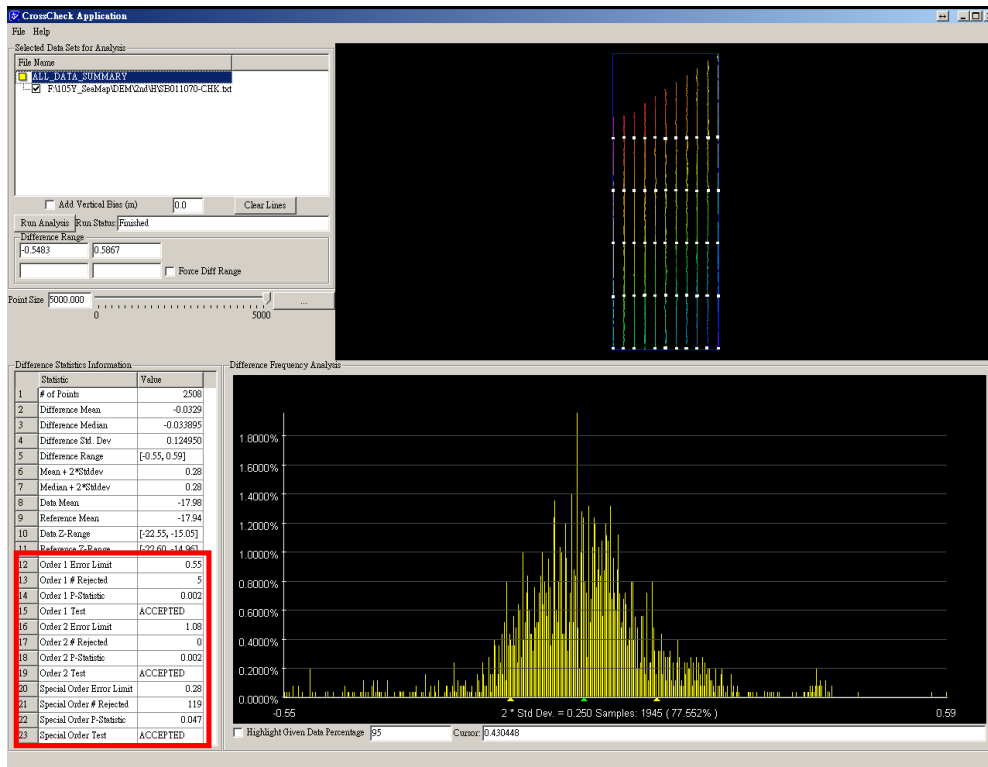 CrossCheck Application
File Help
Selected Data Sets for Analysis
File Name
ALL_DATA_SUMMARY
F:\105Y_SeaMap\DEM\2nd\H\SB011070-CHK.txt
Add Vertical Bias (m) 0.0 Clear Lines
Run Analysis Run Status: Finished
Difference Range
-0.5483 0.5867
Force Diff Range
Point Size 5000.000 ...
0 5000
Difference Statistics Information
Statistic Value
1 # of Points 2508
2 Difference Mean -0.0329
3 Difference Median -0.033895
4 Difference Std. Dev 0.124950
5 Difference Range [-0.55, 0.59]
6 Mean + 2*Stddev 0.28
7 Median + 2*Stddev 0.28
8 Data Mean -17.98
9 Reference Mean -17.94
10 Data Z-Range [-22.55, -15.05]
11 Reference Z-Range [-22.60, -14.96]
12 Order 1 Error Limit 0.55
13 Order 1 # Rejected 5
14 Order 1 P-Statistic 0.002
15 Order 1 Test ACCEPTED
16 Order 2 Error Limit 1.08
17 Order 2 # Rejected 0
18 Order 2 P-Statistic 0.002
19 Order 2 Test ACCEPTED
20 Special Order Error Limit 0.28
21 Special Order # Rejected 119
22 Special Order P-Statistic 0.047
23 Special Order Test ACCEPTED
Difference Frequency Analysis
1.8000%
1.6000%
1.4000%
1.2000%
1.0000%
0.8000%
0.6000%
0.4000%
0.2000%
0.0000%
-0.55 2 * Std Dev. = 0.250 Samples: 1945 ( 77.552% ) 0.59
Highlight Given Data Percentage 95 Cursor: 0.430448